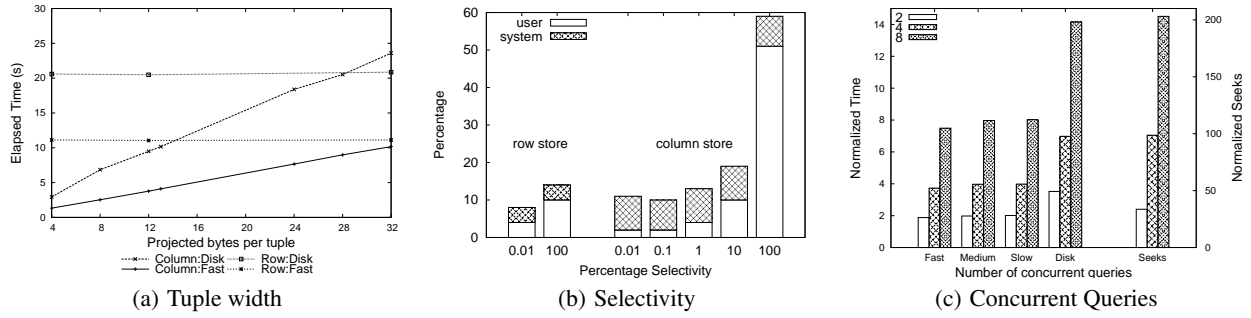 30
25
20
15
10
5
0
Elapsed Time (s)
4 8 12 16 20 24 28 32
Projected bytes per tuple
Column:Disk Row:Disk
Column:Fast Row:Fast
(a) Tuple width
60
50
40
30
20
10
0
Percentage
user
system
row store
column store
0.01 100 0.01 0.1 1 10 100
Percentage Selectivity
(b) Selectivity
14
12
10
8
6
4
2
0
Normalized Time
2
4
8
200
150
100
50
0
Normalized Seeks
Fast Medium Slow Disk Seeks
Number of concurrent queries
(c) Concurrent Queries